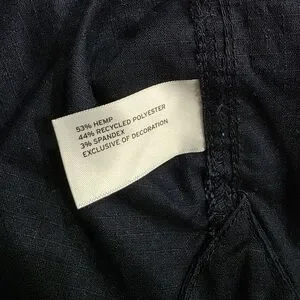 53% HEMP
44% RECYCLED POLYESTER
3% SPANDEX
EXCLUSIVE OF DECORATION